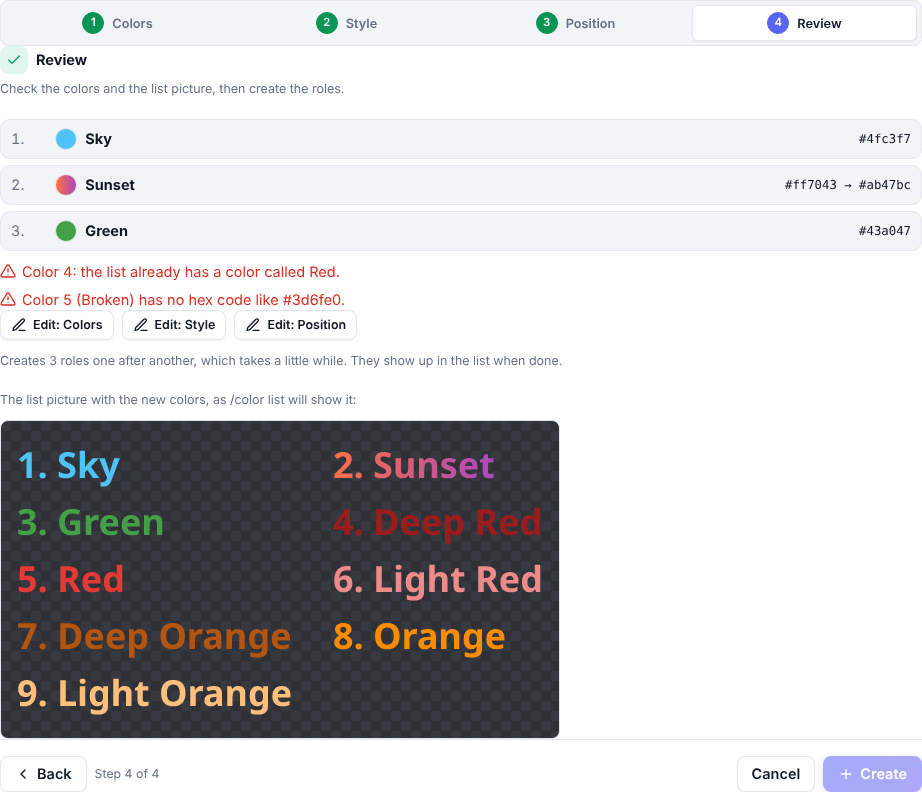 1 Colors 2 Style 3 Position 4 Review
Review
Check the colors and the list picture, then create the roles.
1. Sky #4fc3f7
2. Sunset #ff7043 → #ab47bc
3. Green #43a047
Color 4: the list already has a color called Red.
Color 5 (Broken) has no hex code like #3d6fe0.
Edit: Colors Edit: Style Edit: Position
Creates 3 roles one after another, which takes a little while. They show up in the list when done.
The list picture with the new colors, as /color list will show it:
1. Sky 2. Sunset
3. Green 4. Deep Red
5. Red 6. Light Red
7. Deep Orange 8. Orange
9. Light Orange
Back Step 4 of 4 Cancel + Create